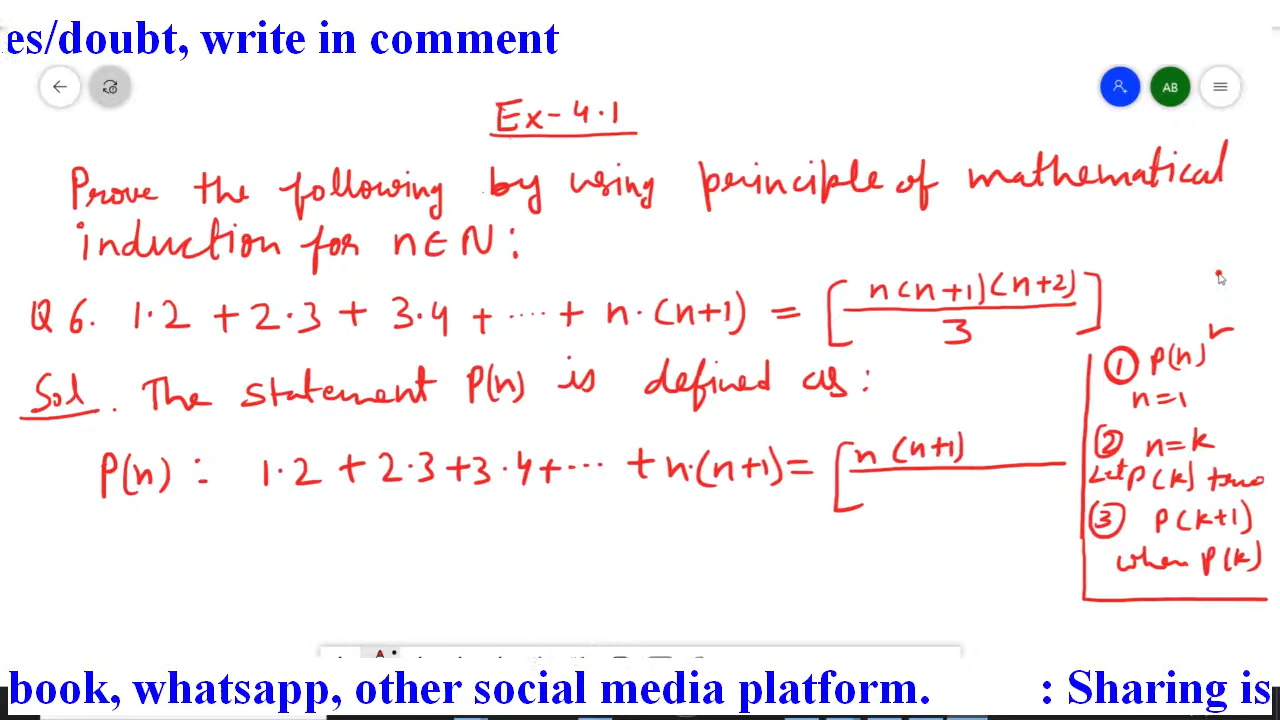 es/doubt, write in comment
AB
Ex-4.1
Prove the following by using principle of mathematical
induction for n∈N:
Q 6. 1·2 + 2·3 + 3·4 + ··· + n·(n+1) = [n(n+1)(n+2)/3]
Sol. The statement P(n) is defined as:
P(n): 1·2 + 2·3 + 3·4 + ··· + n·(n+1) = [n(n+1)
① P(n) ✓
n=1
② n=k
Let P(k) true
③ P(k+1)
when P(k)
book, whatsapp, other social media platform. : Sharing is